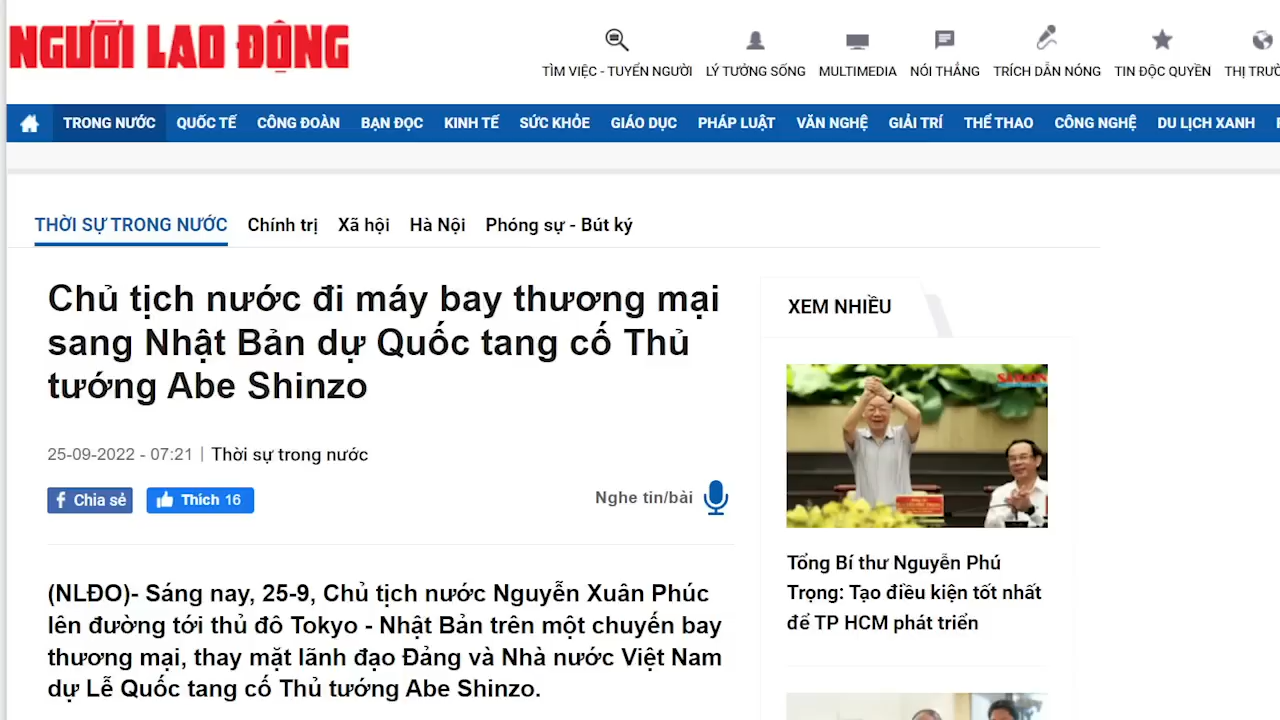 NGƯỜI LAO ĐỘNG
TÌM VIỆC - TUYỂN NGƯỜI LÝ TƯỞNG SỐNG MULTIMEDIA NÓI THẲNG TRÍCH DẪN NÓNG TIN ĐỘC QUYỀN THỊ
TRONG NƯỚC QUỐC TẾ CÔNG ĐOÀN BẠN ĐỌC KINH TẾ SỨC KHỎE GIÁO DỤC PHÁP LUẬT VĂN NGHỆ GIẢI TRÍ THỂ THAO CÔNG NGHỆ DU LỊCH XANH
THỜI SỰ TRONG NƯỚC Chính trị Xã hội Hà Nội Phóng sự - Bút ký
Chủ tịch nước đi máy bay thương mại
sang Nhật Bản dự Quốc tang cố Thủ
tướng Abe Shinzo
25-09-2022 - 07:21 | Thời sự trong nước
Chia sẻ Thích 16
Nghe tin/bài
(NLĐO)- Sáng nay, 25-9, Chủ tịch nước Nguyễn Xuân Phúc
lên đường tới thủ đô Tokyo - Nhật Bản trên một chuyến bay
thương mại, thay mặt lãnh đạo Đảng và Nhà nước Việt Nam
dự Lễ Quốc tang cố Thủ tướng Abe Shinzo.
XEM NHIỀU
Tổng Bí thư Nguyễn Phú
Trọng: Tạo điều kiện tốt nhất
để TP HCM phát triển